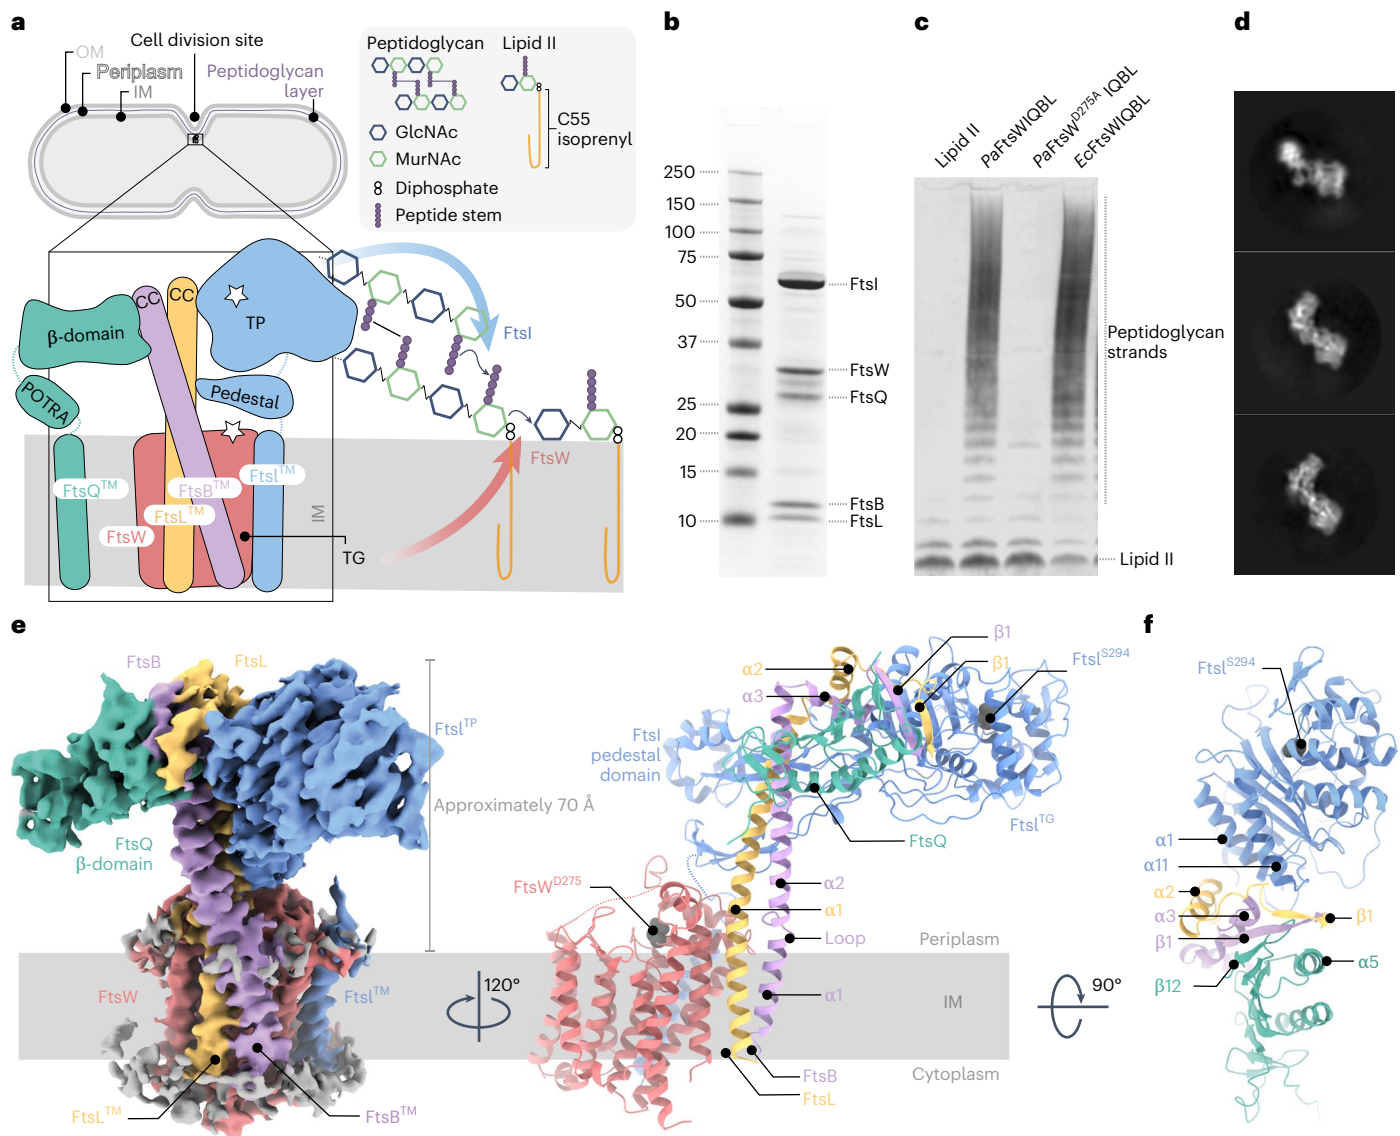 a
OM
Periplasm
IM
Cell division site
Peptidoglycan
layer
Peptidoglycan
Lipid II
C55
isoprenyl
GlcNAc
MurNAc
Diphosphate
Peptide stem
β-domain
CC
CC
TP
POTRA
Pedestal
FtsQTM
FtsW
FtsLTM
FtsBTM
FtsITM
IM
TG
FtsI
FtsW
b
250
150
100
75
50
37
25
20
15
10
FtsI
FtsW
FtsQ
FtsB
FtsL
c
Lipid II
PaFtsWIQBL
PaFtsWD275A IQBL
EcFtsWIQBL
Peptidoglycan
strands
Lipid II
d
e
FtsB
FtsL
FtsITP
Approximately 70 Å
FtsQ
β-domain
FtsW
FtsITM
FtsLTM
FtsBTM
120°
α2
α3
β1
β1
FtsIS294
FtsI
pedestal
domain
FtsITG
FtsQ
FtsWD275
α2
α1
Loop
α1
Periplasm
IM
Cytoplasm
FtsB
FtsL
90°
f
FtsIS294
α1
α11
α2
α3
β1
β1
α5
β12